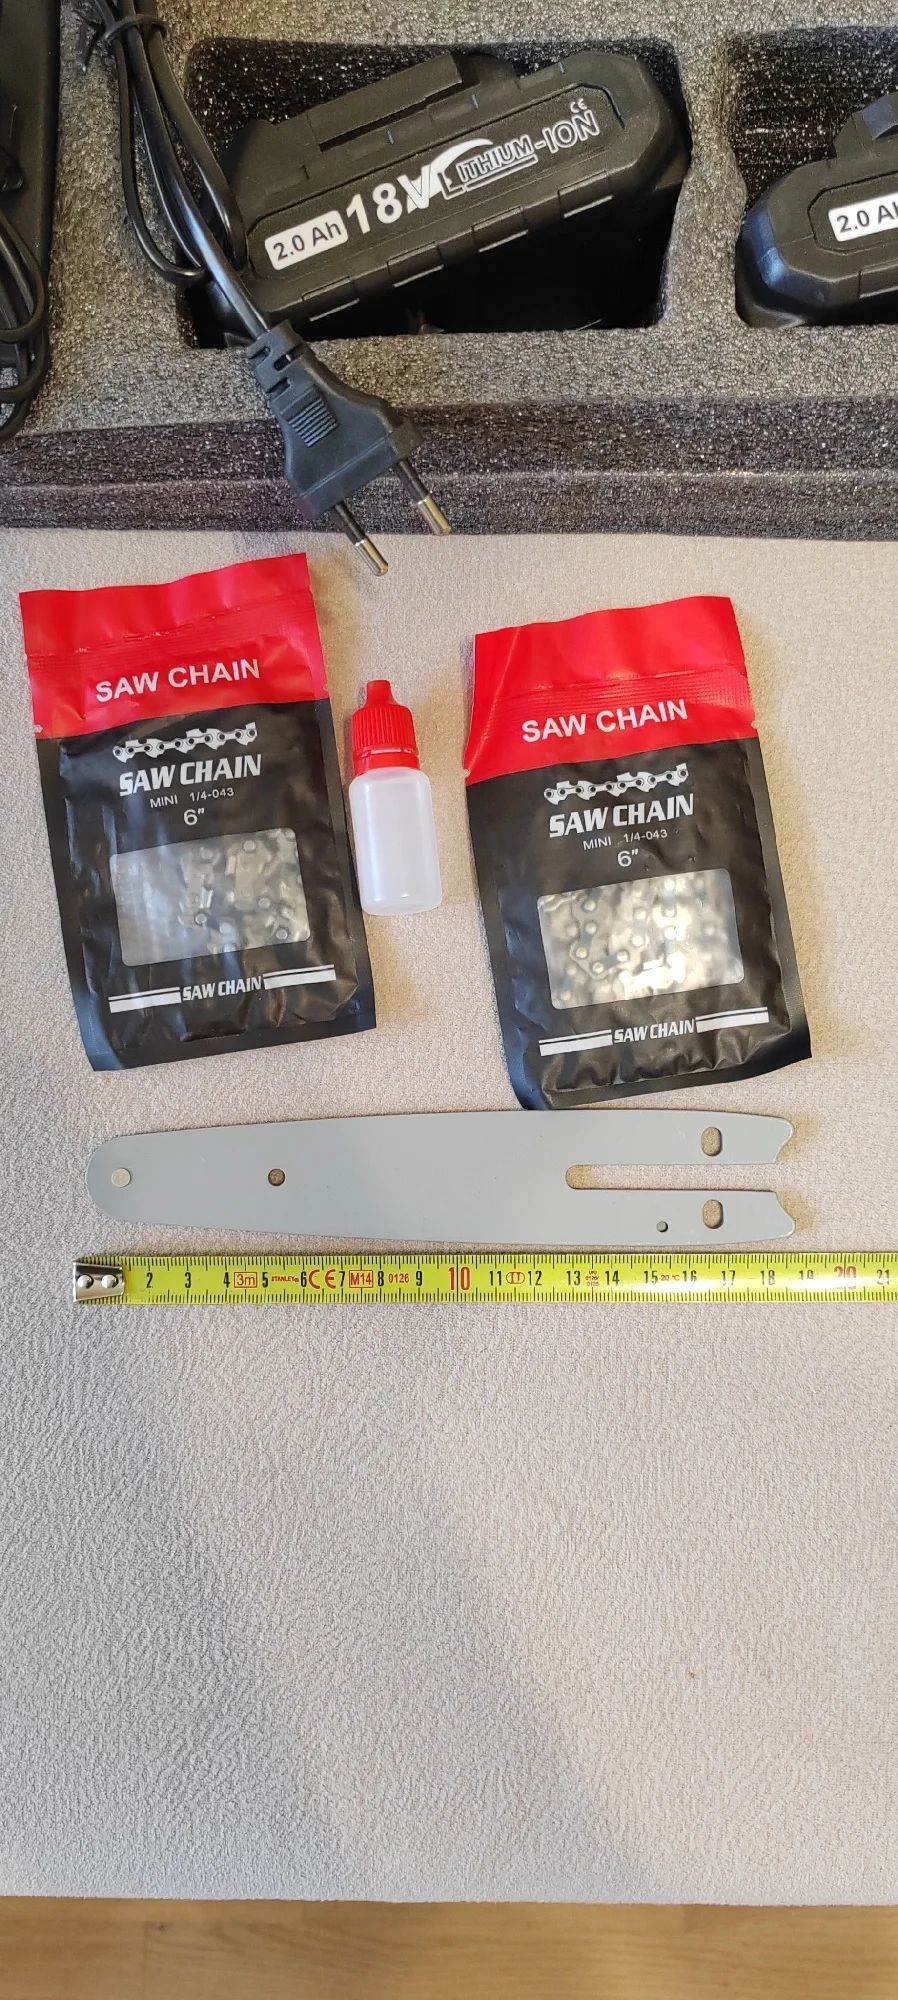 2.0 Ah 18V LITHIUM-ION CE
2.0 Ah
SAW CHAIN
SAW CHAIN
MINI 1/4-043
6"
SAW CHAIN
SAW CHAIN
SAW CHAIN
MINI 1/4-043
6"
SAW CHAIN
2 3 4 3m 5 STANLEY 6 CE 7 M14 8 0126 9 10 11 II 12 13 14 15 20°C 16 17 18 19 20 21